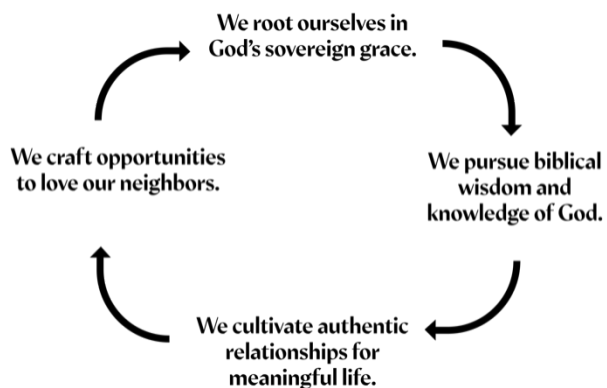 We root ourselves in
God's sovereign grace.
We pursue biblical
wisdom and
knowledge of God.
We cultivate authentic
relationships for
meaningful life.
We craft opportunities
to love our neighbors.